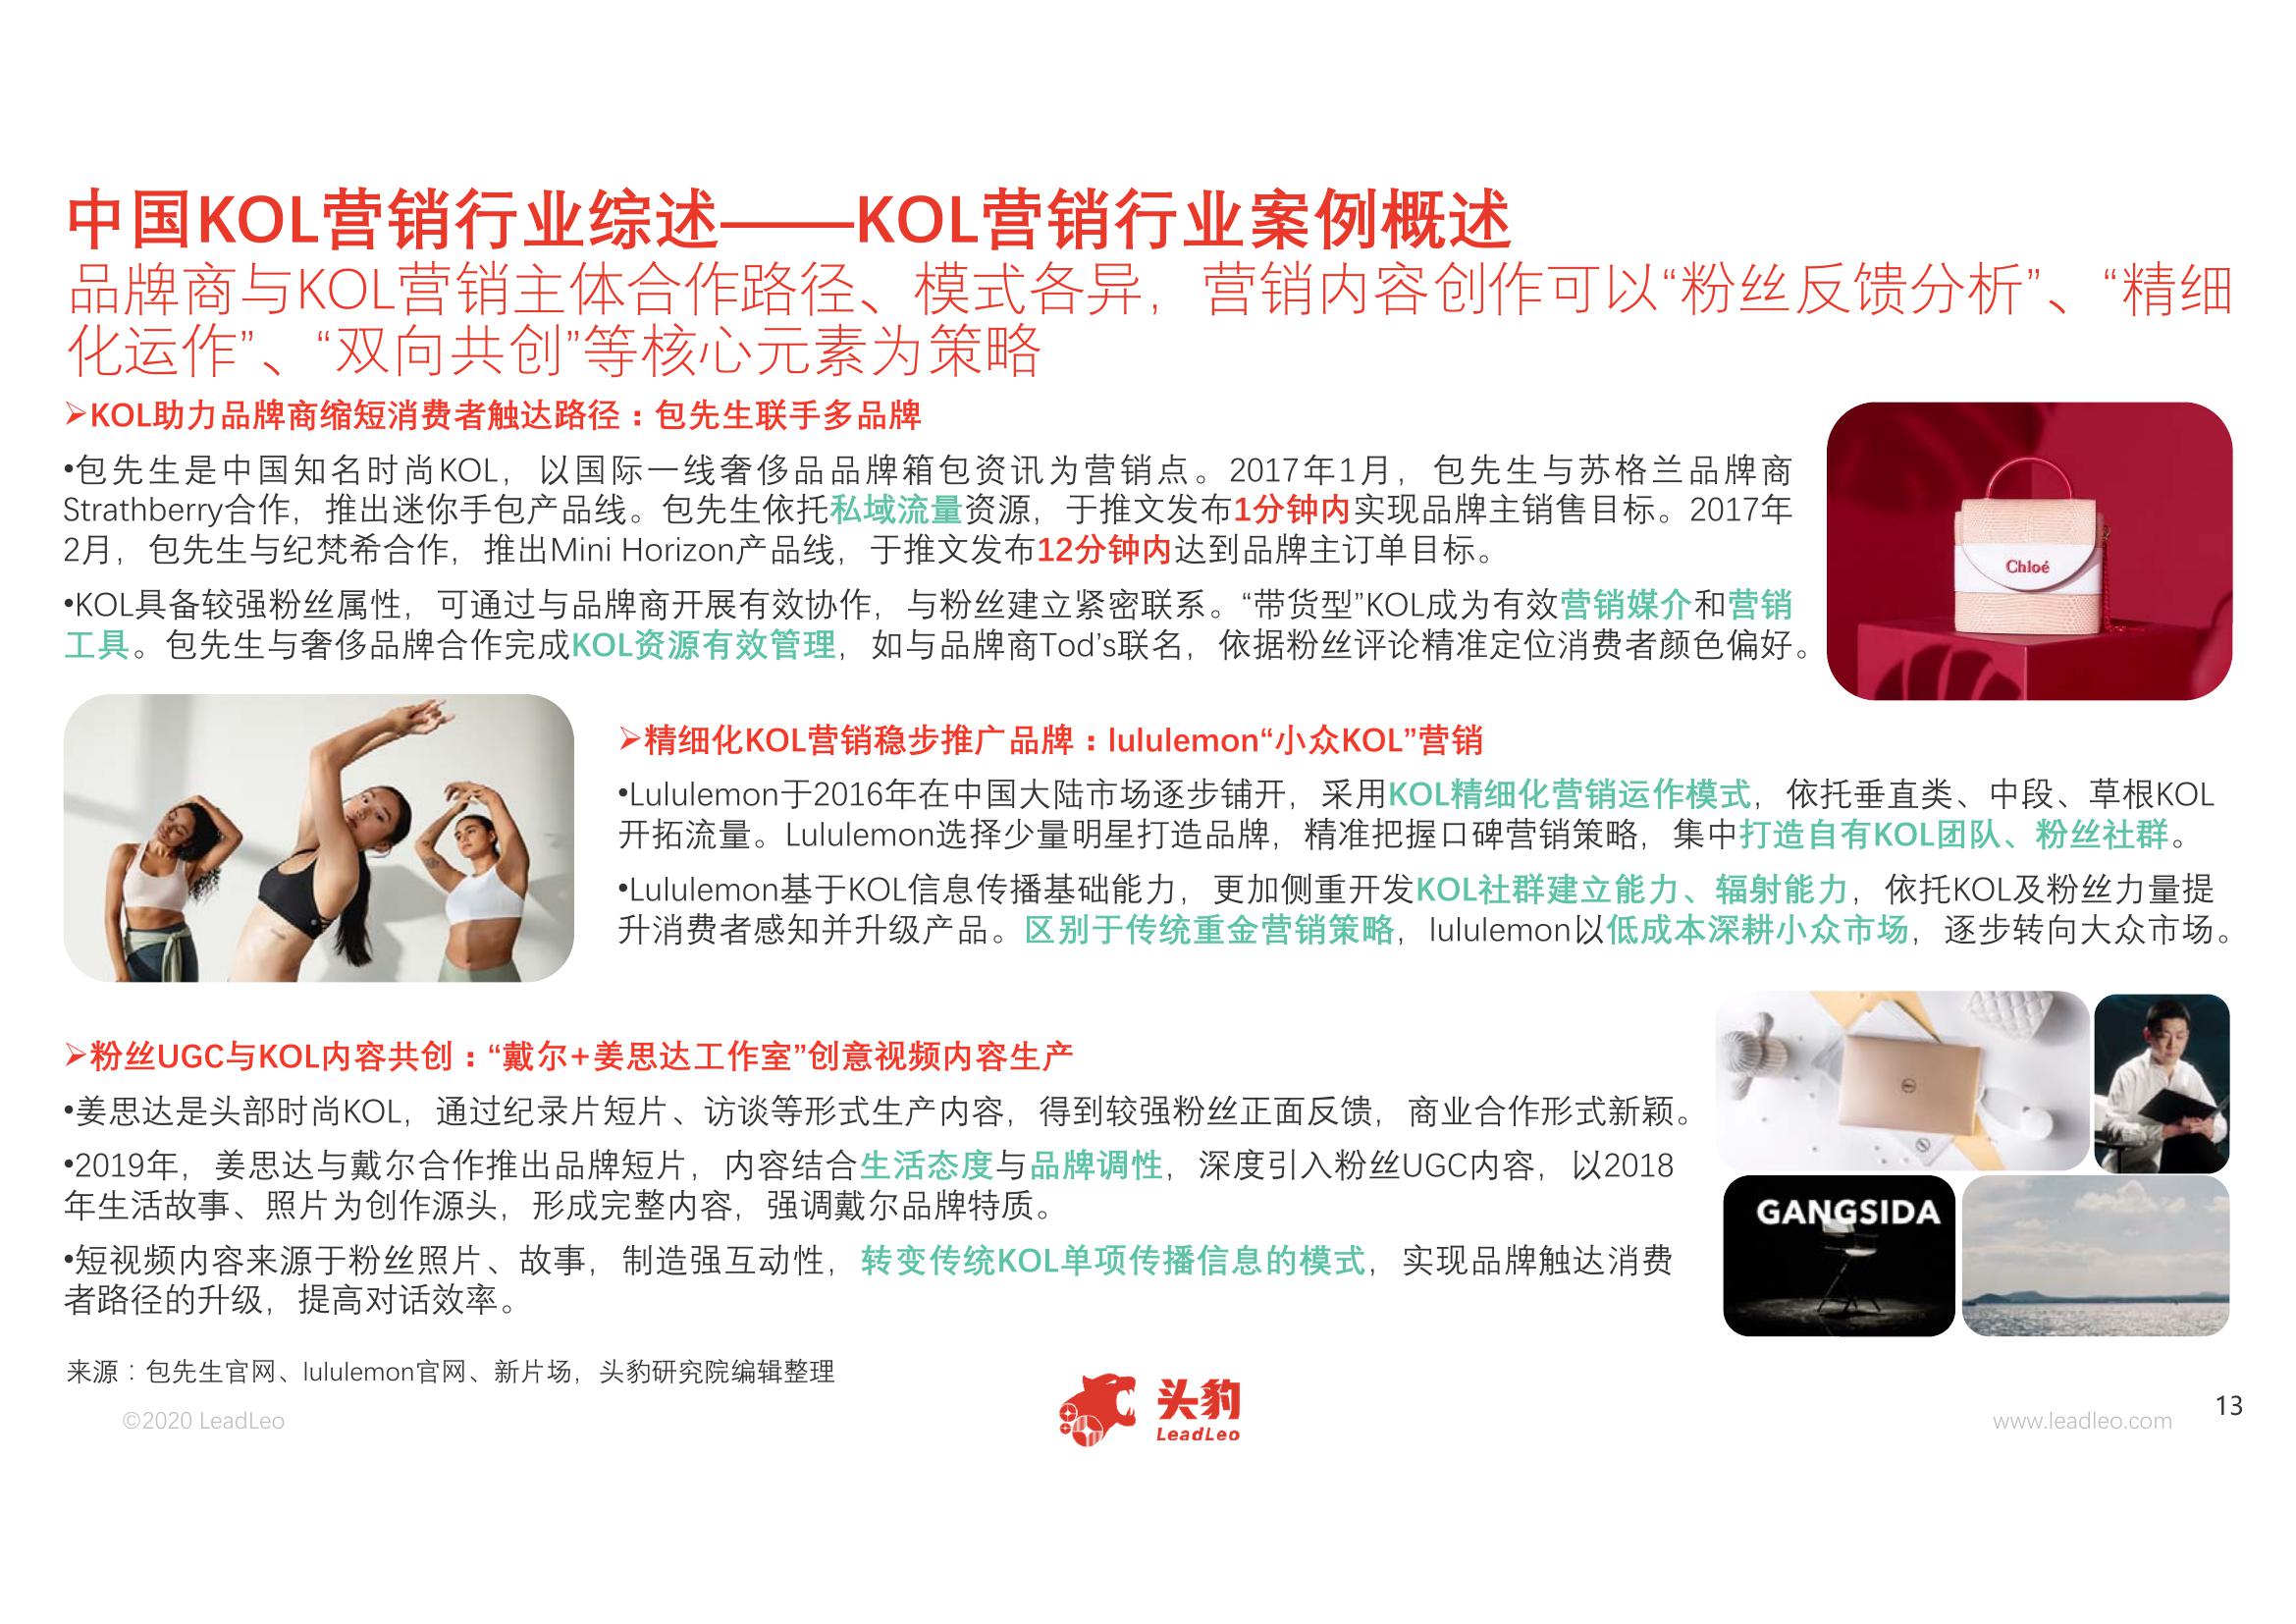 中国KOL营销行业综述——KOL营销行业案例概述
品牌商与KOL营销主体合作路径、模式各异，营销内容创作可以“粉丝反馈分析”、“精细
化运作”、“双向共创”等核心元素为策略
➢KOL助力品牌商缩短消费者触达路径：包先生联手多品牌
•包先生是中国知名时尚KOL，以国际一线奢侈品品牌箱包资讯为营销点。2017年1月，包先生与苏格兰品牌商
Strathberry合作，推出迷你手包产品线。包先生依托私域流量资源，于推文发布1分钟内实现品牌主销售目标。2017年
2月，包先生与纪梵希合作，推出Mini Horizon产品线，于推文发布12分钟内达到品牌主订单目标。
•KOL具备较强粉丝属性，可通过与品牌商开展有效协作，与粉丝建立紧密联系。“带货型”KOL成为有效营销媒介和营销
工具。包先生与奢侈品牌合作完成KOL资源有效管理，如与品牌商Tod’s联名，依据粉丝评论精准定位消费者颜色偏好。
Chloé
➢精细化KOL营销稳步推广品牌：lululemon“小众KOL”营销
•Lululemon于2016年在中国大陆市场逐步铺开，采用KOL精细化营销运作模式，依托垂直类、中段、草根KOL
开拓流量。Lululemon选择少量明星打造品牌，精准把握口碑营销策略，集中打造自有KOL团队、粉丝社群。
•Lululemon基于KOL信息传播基础能力，更加侧重开发KOL社群建立能力、辐射能力，依托KOL及粉丝力量提
升消费者感知并升级产品。区别于传统重金营销策略，lululemon以低成本深耕小众市场，逐步转向大众市场。
➢粉丝UGC与KOL内容共创：“戴尔+姜思达工作室”创意视频内容生产
•姜思达是头部时尚KOL，通过纪录片短片、访谈等形式生产内容，得到较强粉丝正面反馈，商业合作形式新颖。
•2019年，姜思达与戴尔合作推出品牌短片，内容结合生活态度与品牌调性，深度引入粉丝UGC内容，以2018
年生活故事、照片为创作源头，形成完整内容，强调戴尔品牌特质。
•短视频内容来源于粉丝照片、故事，制造强互动性，转变传统KOL单项传播信息的模式，实现品牌触达消费
者路径的升级，提高对话效率。
GANGSIDA
来源：包先生官网、lululemon官网、新片场，头豹研究院编辑整理
©2020 LeadLeo
头豹
LeadLeo
www.leadleo.com
13